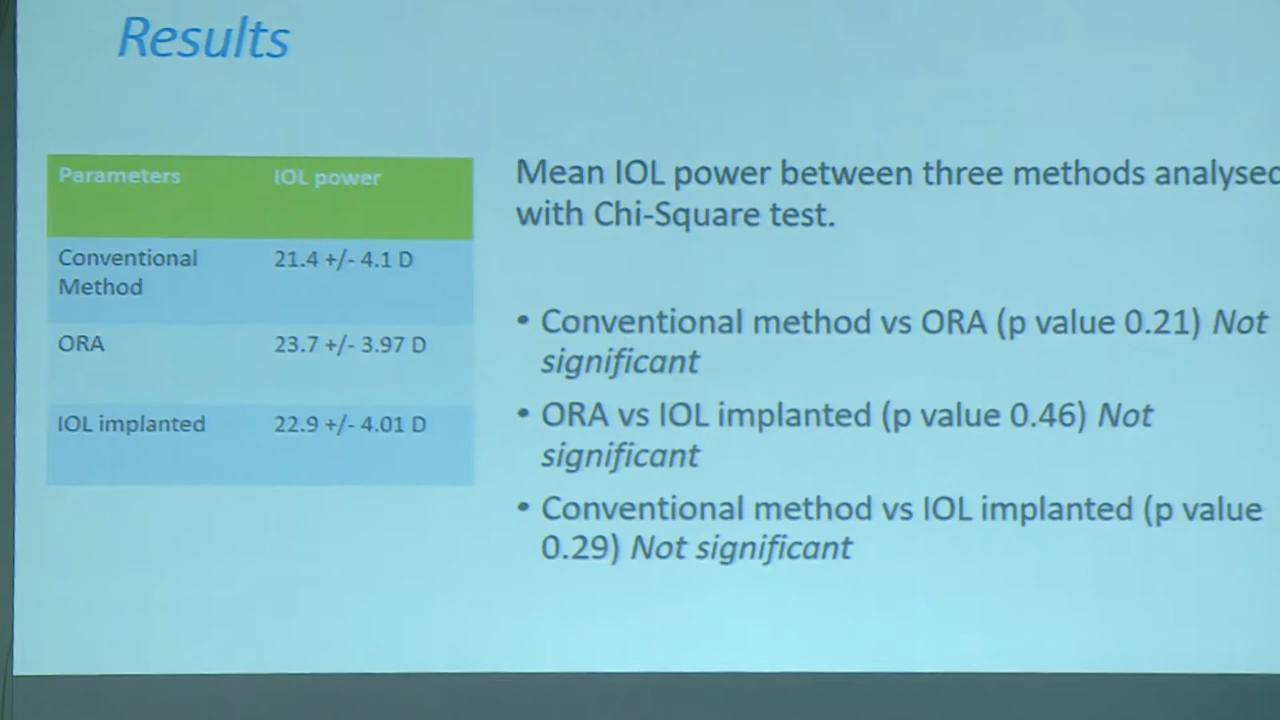 Results
Parameters IOL power
Conventional 21.4 +/- 4.1 D
Method
ORA 23.7 +/- 3.97 D
IOL implanted 22.9 +/- 4.01 D
Mean IOL power between three methods analysed
with Chi-Square test.
• Conventional method vs ORA (p value 0.21) Not
significant
• ORA vs IOL implanted (p value 0.46) Not
significant
• Conventional method vs IOL implanted (p value
0.29) Not significant